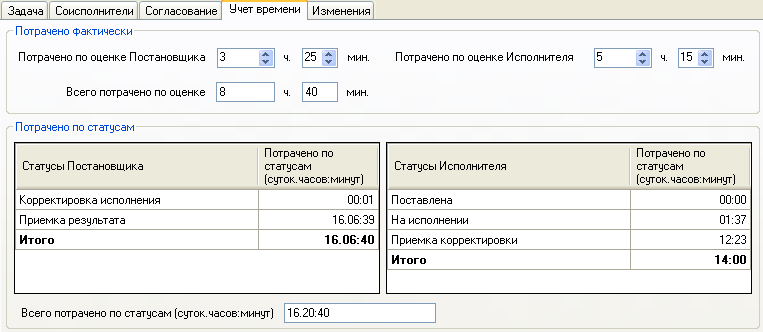 Задача Соисполнители Согласование Учет времени Изменения
Потрачено фактически
Потрачено по оценке Постановщика 3 ч. 25 мин. Потрачено по оценке Исполнителя 5 ч. 15 мин.
Всего потрачено по оценке 8 ч. 40 мин.
Потрачено по статусам
Статусы Постановщика
Потрачено по
статусам
(суток.часов:минут)
Корректировка исполнения 00:01
Приемка результата 16.06:39
Итого 16.06:40
Статусы Исполнителя
Потрачено по
статусам
(суток.часов:минут)
Поставлена 00:00
На исполнении 01:37
Приемка корректировки 12:23
Итого 14:00
Всего потрачено по статусам (суток.часов:минут) 16.20:40